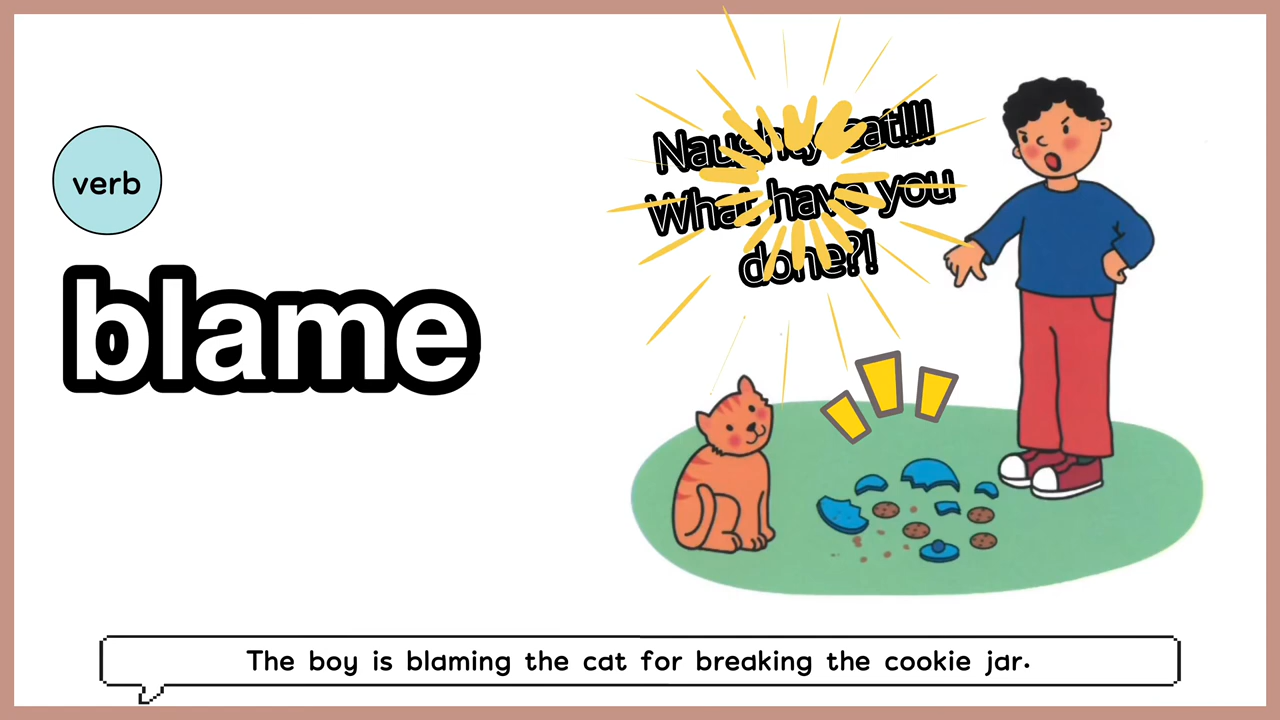 verb
blame
Naughty cat!!!
What have you
done?!
The boy is blaming the cat for breaking the cookie jar.